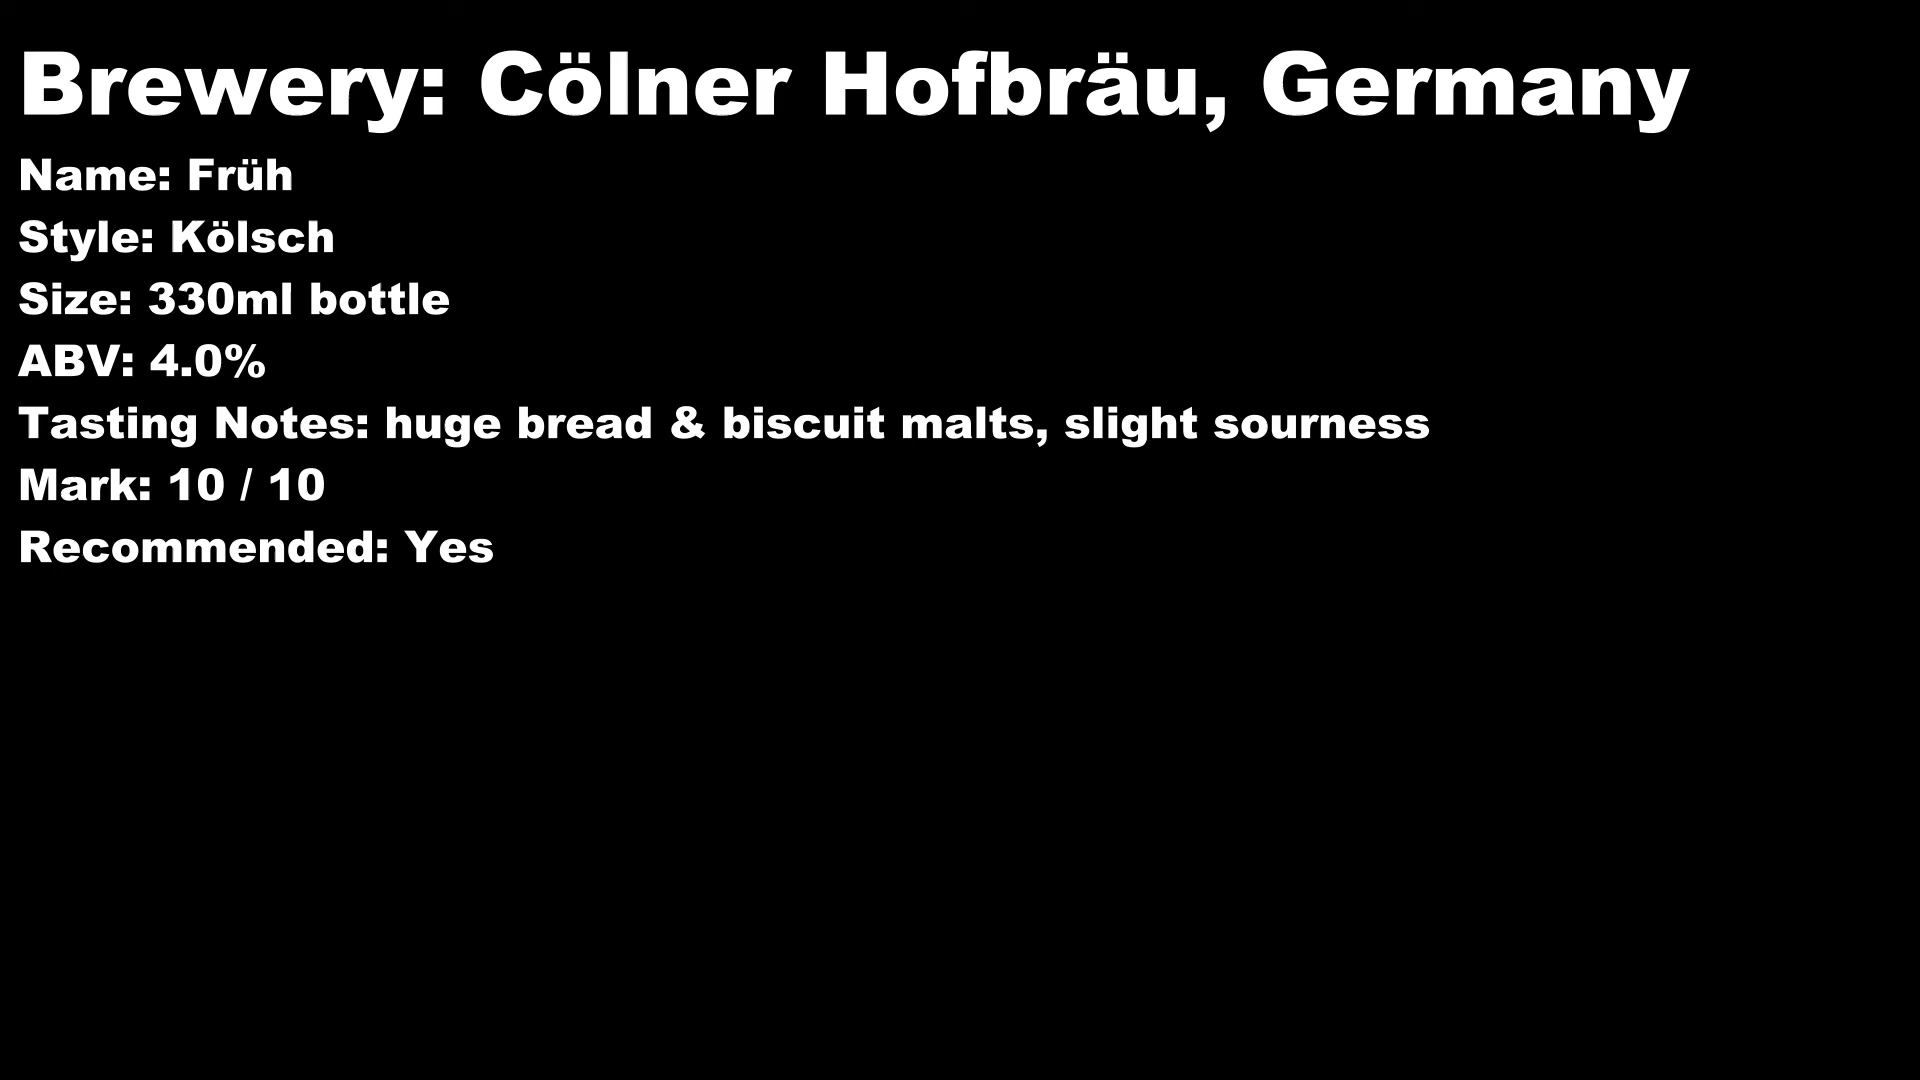 Brewery: Cölner Hofbräu, Germany
Name: Früh
Style: Kölsch
Size: 330ml bottle
ABV: 4.0%
Tasting Notes: huge bread & biscuit malts, slight sourness
Mark: 10 / 10
Recommended: Yes